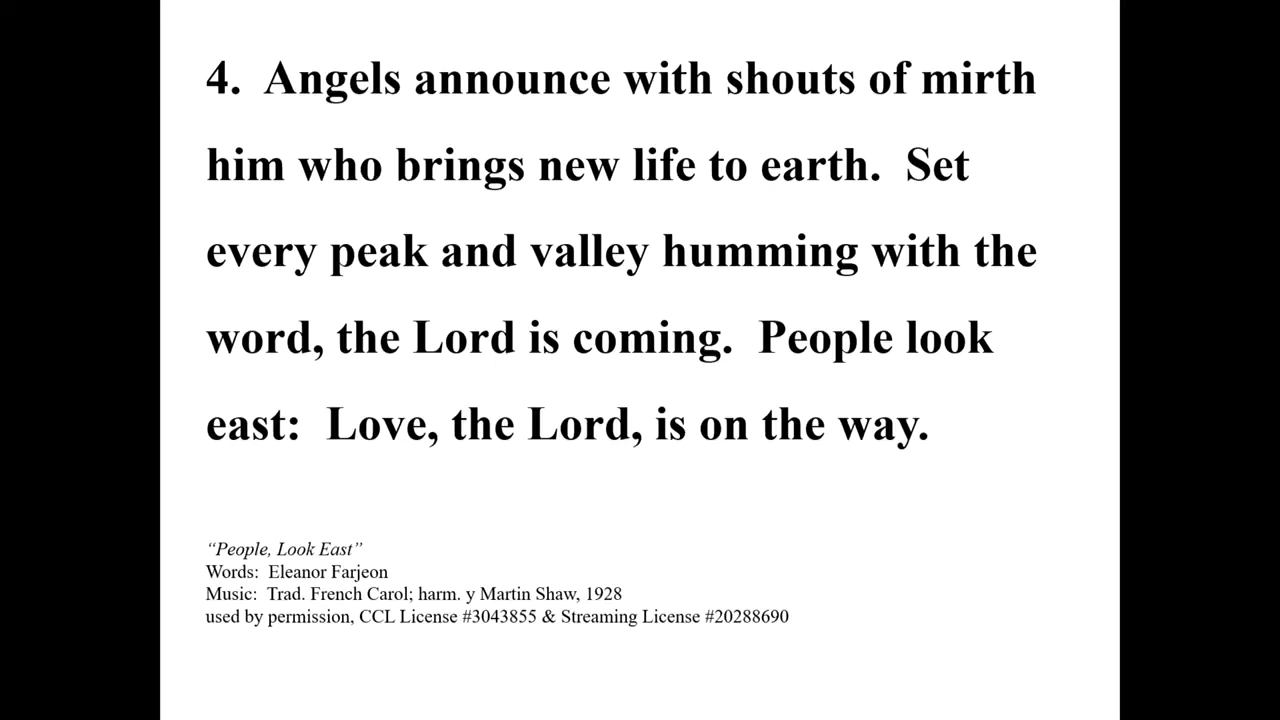 4.  Angels announce with shouts of mirth
him who brings new life to earth.  Set
every peak and valley humming with the
word, the Lord is coming.  People look
east:  Love, the Lord, is on the way.
“People, Look East”
Words:  Eleanor Farjeon
Music:  Trad. French Carol; harm. y Martin Shaw, 1928
used by permission, CCL License #3043855 & Streaming License #20288690